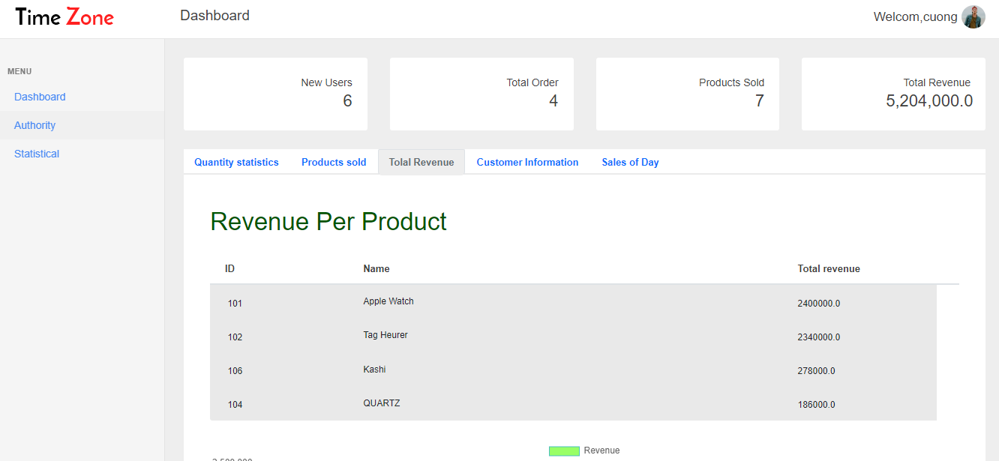 Time Zone
Dashboard
Welcom,cuong
MENU
Dashboard
Authority
Statistical
New Users
6
Total Order
4
Products Sold
7
Total Revenue
5,204,000.0
Quantity statistics
Products sold
Tolal Revenue
Customer Information
Sales of Day
Revenue Per Product
ID Name Total revenue
101 Apple Watch 2400000.0
102 Tag Heurer 2340000.0
106 Kashi 278000.0
104 QUARTZ 186000.0
Revenue
2,500,000